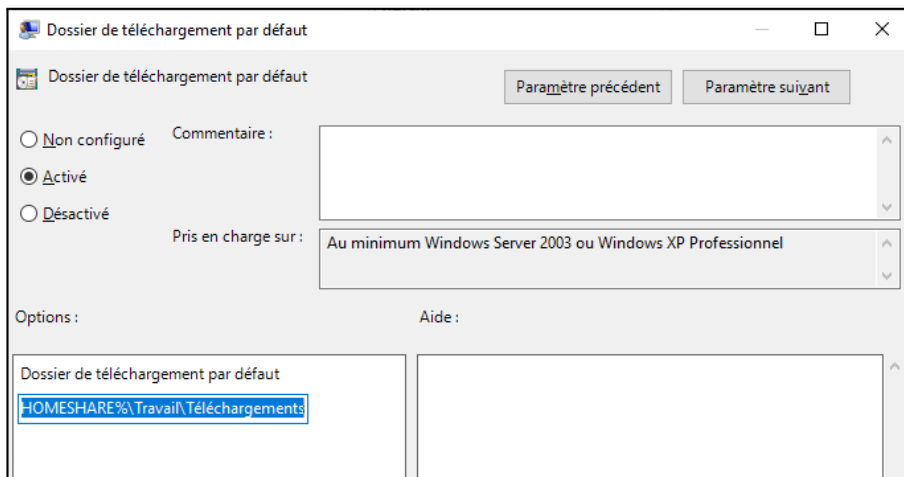 Dossier de téléchargement par défaut
Dossier de téléchargement par défaut
Paramètre précédent
Paramètre suivant
Non configuré
Commentaire :
Activé
Désactivé
Pris en charge sur :
Au minimum Windows Server 2003 ou Windows XP Professionnel
Options :
Aide :
Dossier de téléchargement par défaut
HOMESHARE%\Travail\Téléchargements